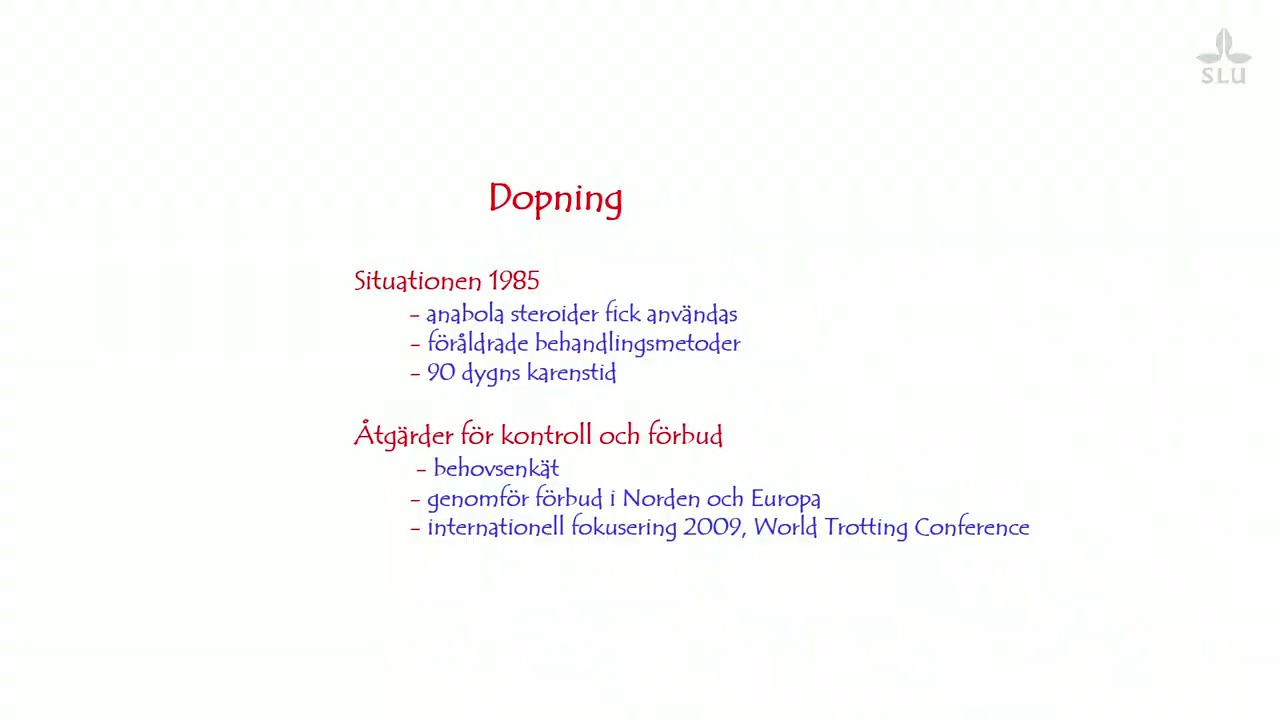 SLU
Dopning
Situationen 1985
- anabola steroider fick användas
- föråldrade behandlingsmetoder
- 90 dygns karenstid
Åtgärder för kontroll och förbud
- behovsenkät
- genomför förbud i Norden och Europa
- internationell fokusering 2009, World Trotting Conference